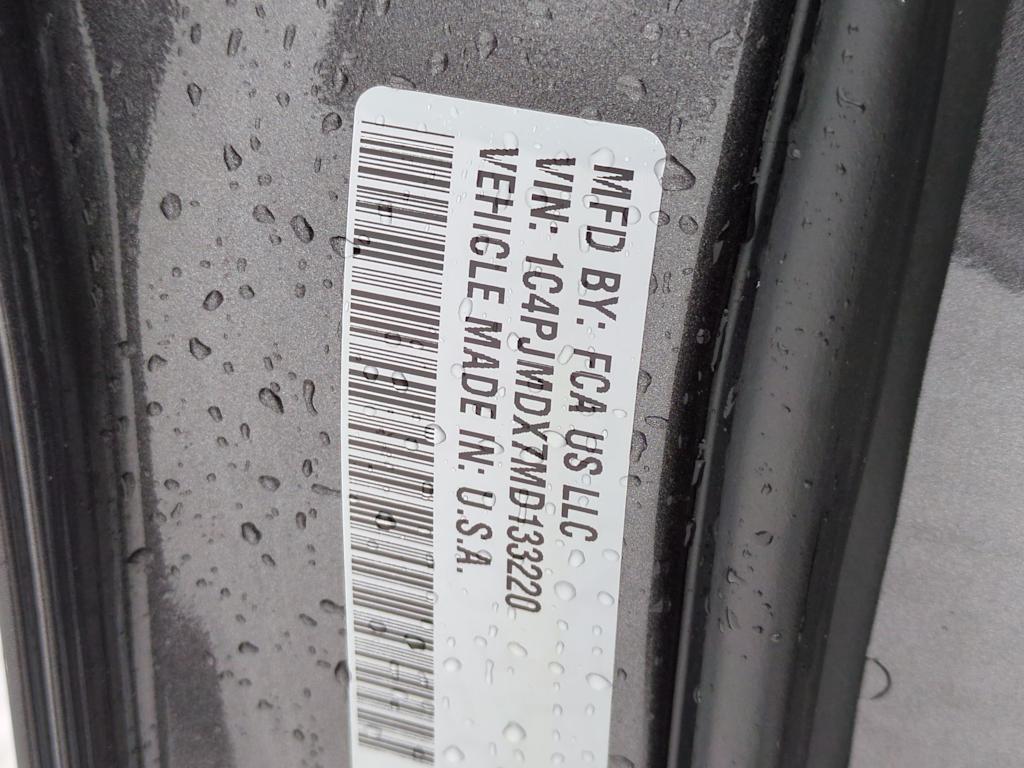 MFD BY: FCA US LLC
VIN: 1C4PJMDX7MD133220
VEHICLE MADE IN: U.S.A.